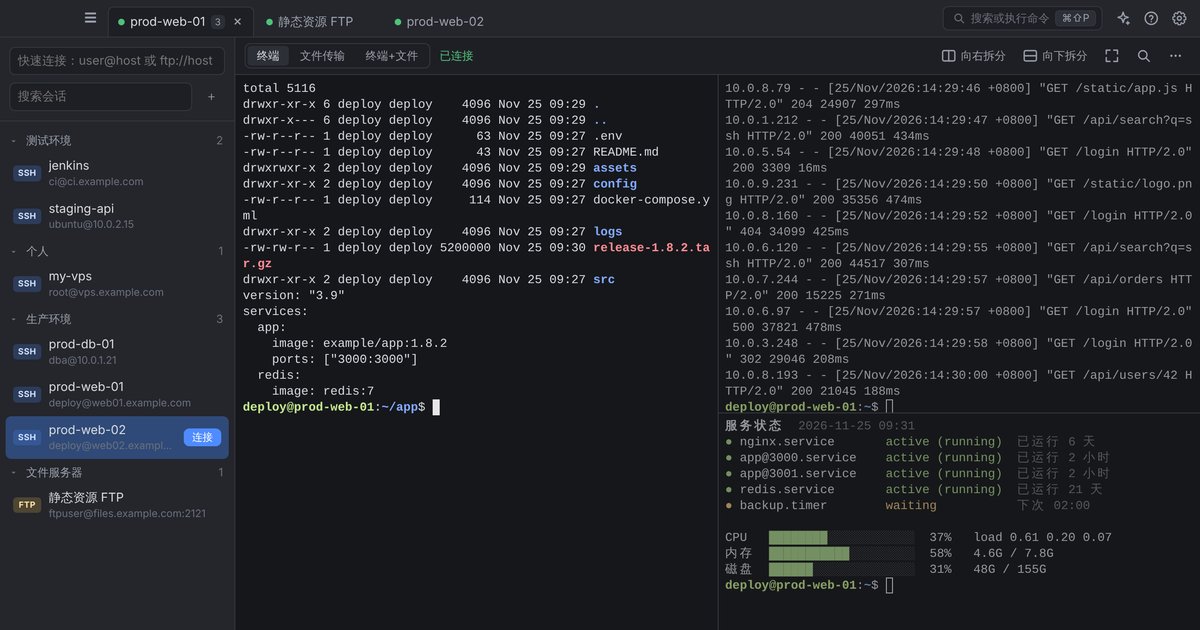 prod-web-01 3 ×
静态资源 FTP
prod-web-02
搜索或执行命令 ⌘⇧P
快速连接：user@host 或 ftp://host
搜索会话 +
测试环境 2
SSH jenkins
ci@ci.example.com
SSH staging-api
ubuntu@10.0.2.15
个人 1
SSH my-vps
root@vps.example.com
生产环境 3
SSH prod-db-01
dba@10.0.1.21
SSH prod-web-01
deploy@web01.example.com
SSH prod-web-02 连接
deploy@web02.exampl...
文件服务器 1
FTP 静态资源 FTP
ftpuser@files.example.com:2121
终端 文件传输 终端+文件 已连接
向右拆分 向下拆分
total 5116
drwxr-xr-x 6 deploy deploy    4096 Nov 25 09:29 .
drwxr-x--- 6 deploy deploy    4096 Nov 25 09:29 ..
-rw-r--r-- 1 deploy deploy      63 Nov 25 09:27 .env
-rw-r--r-- 1 deploy deploy      43 Nov 25 09:27 README.md
drwxrwxr-x 2 deploy deploy    4096 Nov 25 09:29 assets
drwxr-xr-x 2 deploy deploy    4096 Nov 25 09:27 config
-rw-r--r-- 1 deploy deploy     114 Nov 25 09:27 docker-compose.y
ml
drwxr-xr-x 2 deploy deploy    4096 Nov 25 09:27 logs
-rw-rw-r-- 1 deploy deploy 5200000 Nov 25 09:30 release-1.8.2.ta
r.gz
drwxr-xr-x 2 deploy deploy    4096 Nov 25 09:27 src
version: "3.9"
services:
  app:
    image: example/app:1.8.2
    ports: ["3000:3000"]
  redis:
    image: redis:7
deploy@prod-web-01:~/app$
10.0.8.79 - - [25/Nov/2026:14:29:46 +0800] "GET /static/app.js H
TTP/2.0" 204 24907 297ms
10.0.1.212 - - [25/Nov/2026:14:29:47 +0800] "GET /api/search?q=s
sh HTTP/2.0" 200 40051 434ms
10.0.5.54 - - [25/Nov/2026:14:29:48 +0800] "GET /login HTTP/2.0"
 200 3309 16ms
10.0.9.231 - - [25/Nov/2026:14:29:50 +0800] "GET /static/logo.pn
g HTTP/2.0" 200 35356 474ms
10.0.8.160 - - [25/Nov/2026:14:29:52 +0800] "GET /login HTTP/2.0
" 404 34099 425ms
10.0.6.120 - - [25/Nov/2026:14:29:55 +0800] "GET /api/search?q=s
sh HTTP/2.0" 200 44517 307ms
10.0.7.244 - - [25/Nov/2026:14:29:57 +0800] "GET /api/orders HTT
P/2.0" 200 15225 271ms
10.0.6.97 - - [25/Nov/2026:14:29:57 +0800] "GET /login HTTP/2.0"
 500 37821 478ms
10.0.3.248 - - [25/Nov/2026:14:29:58 +0800] "GET /login HTTP/2.0
" 302 29046 208ms
10.0.8.193 - - [25/Nov/2026:14:30:00 +0800] "GET /api/users/42 H
TTP/2.0" 200 21045 188ms
deploy@prod-web-01:~$
服务状态 2026-11-25 09:31
● nginx.service active (running) 已运行 6 天
● app@3000.service active (running) 已运行 2 小时
● app@3001.service active (running) 已运行 2 小时
● redis.service active (running) 已运行 21 天
● backup.timer waiting 下次 02:00
CPU 37% load 0.61 0.20 0.07
内存 58% 4.6G / 7.8G
磁盘 31% 48G / 155G
deploy@prod-web-01:~$